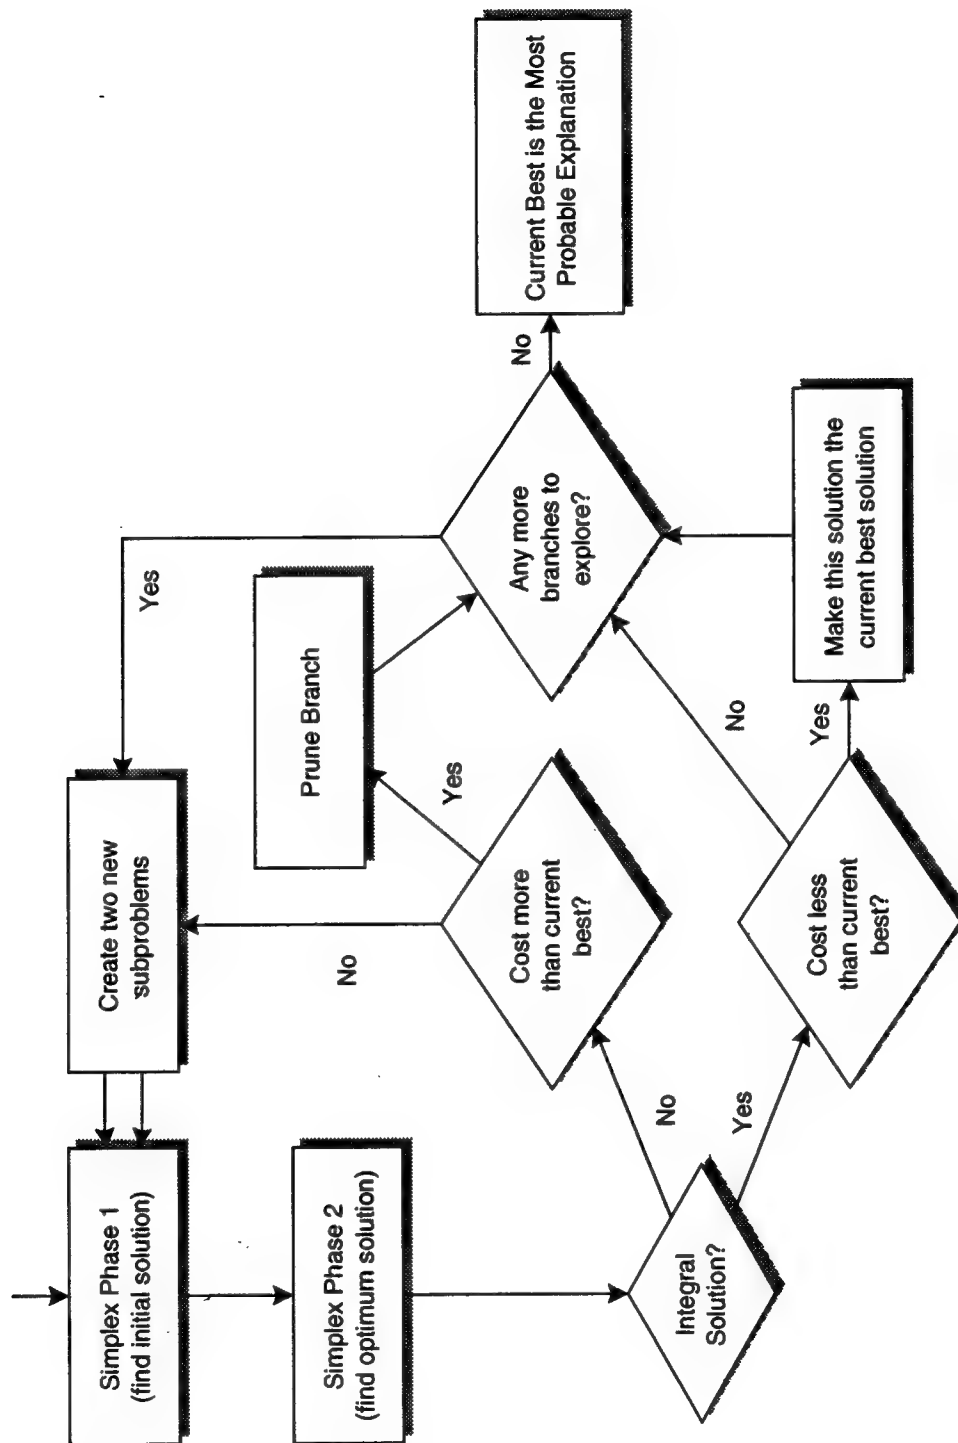 Simplex Phase 1
(find initial solution)
Create two new
subproblems
Yes
Simplex Phase 2
(find optimum solution)
No
Prune Branch
Yes
Integral
Solution?
No
Yes
Cost more
than current
best?
Any more
branches to
explore?
No
Current Best is the Most
Probable Explanation
No
Cost less
than current
best?
Yes
Make this solution the
current best solution